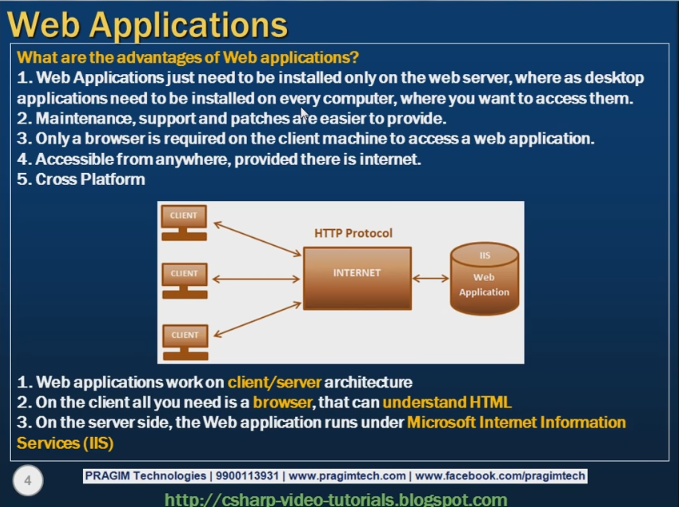 Web Applications
What are the advantages of Web applications?
1. Web Applications just need to be installed only on the web server, where as desktop
applications need to be installed on every computer, where you want to access them.
2. Maintenance, support and patches are easier to provide.
3. Only a browser is required on the client machine to access a web application.
4. Accessible from anywhere, provided there is internet.
5. Cross Platform
CLIENT
HTTP Protocol
IIS
CLIENT
INTERNET
Web
Application
CLIENT
1. Web applications work on client/server architecture
2. On the client all you need is a browser, that can understand HTML
3. On the server side, the Web application runs under Microsoft Internet Information
Services (IIS)
4
PRAGIM Technologies | 9900113931 | www.pragimtech.com | www.facebook.com/pragimtech
http://csharp-video-tutorials.blogspot.com